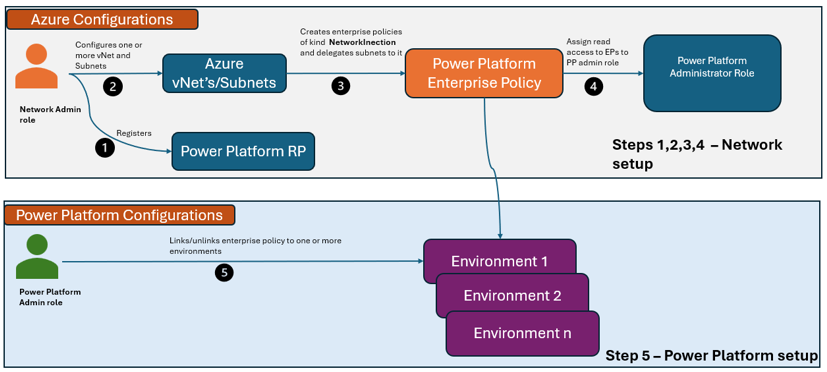 Azure Configurations
Configures one or
more vNet and
Subnets
2
Azure
vNet's/Subnets
Creates enterprise policies
of kind NetworkInection
and delegates subnets to it
3
Power Platform
Enterprise Policy
Assign read
access to EPs to
PP admin role
4
Power Platform
Administrator Role
Network Admin
role
1
Registers
Power Platform RP
Steps 1,2,3,4 – Network
setup
Power Platform Configurations
Links/unlinks enterprise policy to one or more
environments
5
Power Platform
Admin role
Environment 1
Environment 2
Environment n
Step 5 – Power Platform setup